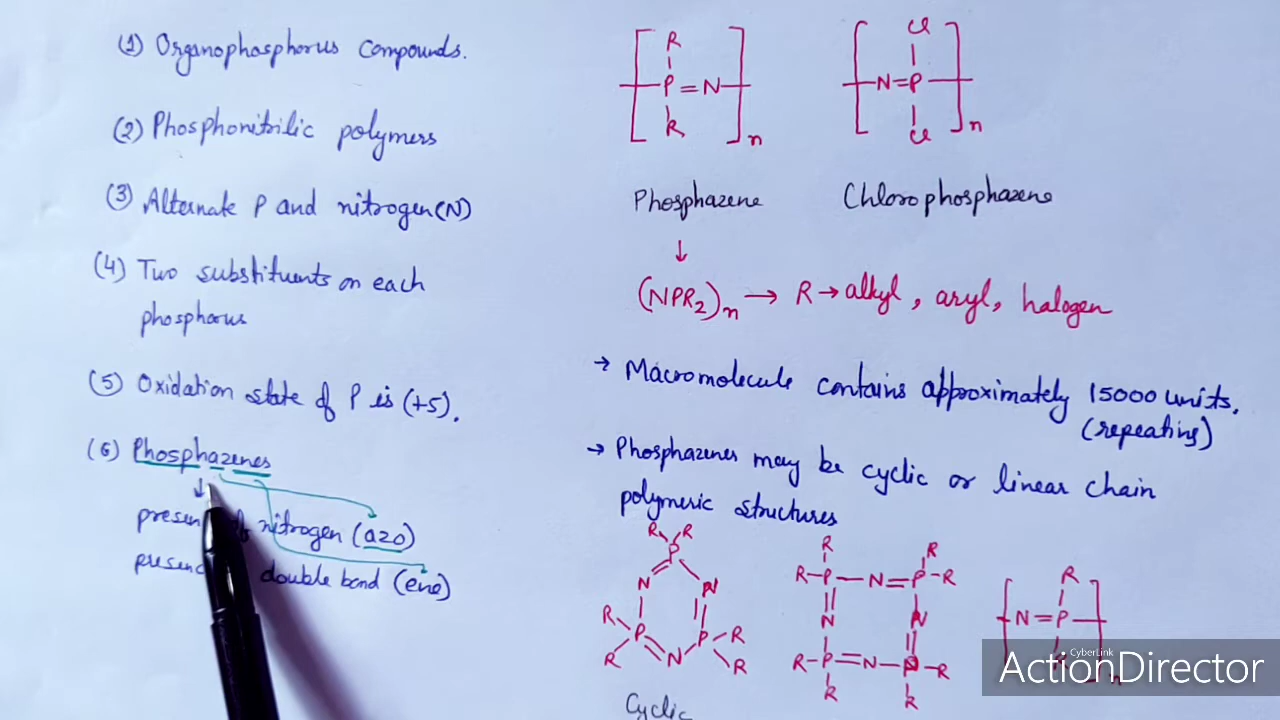 (1) Organophosphorus compounds.
(2) Phosphonitrilic polymers
(3) Alternate P and nitrogen(N)
(4) Two substituents on each
phosphorus
(5) Oxidation state of P is (+5).
(6) Phosphazenes
nitrogen (azo)
double bond (ene)
R
P=N
R
n
Cl
N=P
Cl
n
Phosphazene
Chlorophosphazene
↓
(NPR2)n → R → alkyl, aryl, halogen
→ Macromolecule contains approximately 15000 units.
(repeating)
→ Phosphazenes may be cyclic or linear chain
polymeric structures
R R
P
N N
R P P R
R N R
R R
R-P-N=P-R
N N
R-P=N-P-R
R R
R
N=P
n
Cyclic
CyberLink
ActionDirector